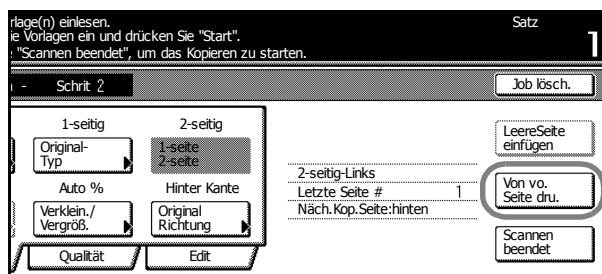 rlage(n) einlesen.
ie Vorlagen ein und drücken Sie "Start".
e "Scannen beendet", um das Kopieren zu starten.
Satz
1
- Schrit 2
Job lösch.
1-seitig
2-seitig
Original-
Typ
1-seite
2-seite
Auto %
Hinter Kante
Verklein./
Vergröß.
Original
Richtung
Qualität
Edit
2-seitig-Links
Letzte Seite # 1
Näch.Kop.Seite:hinten
LeereSeite
einfügen
Von vo.
Seite dru.
Scannen
beendet